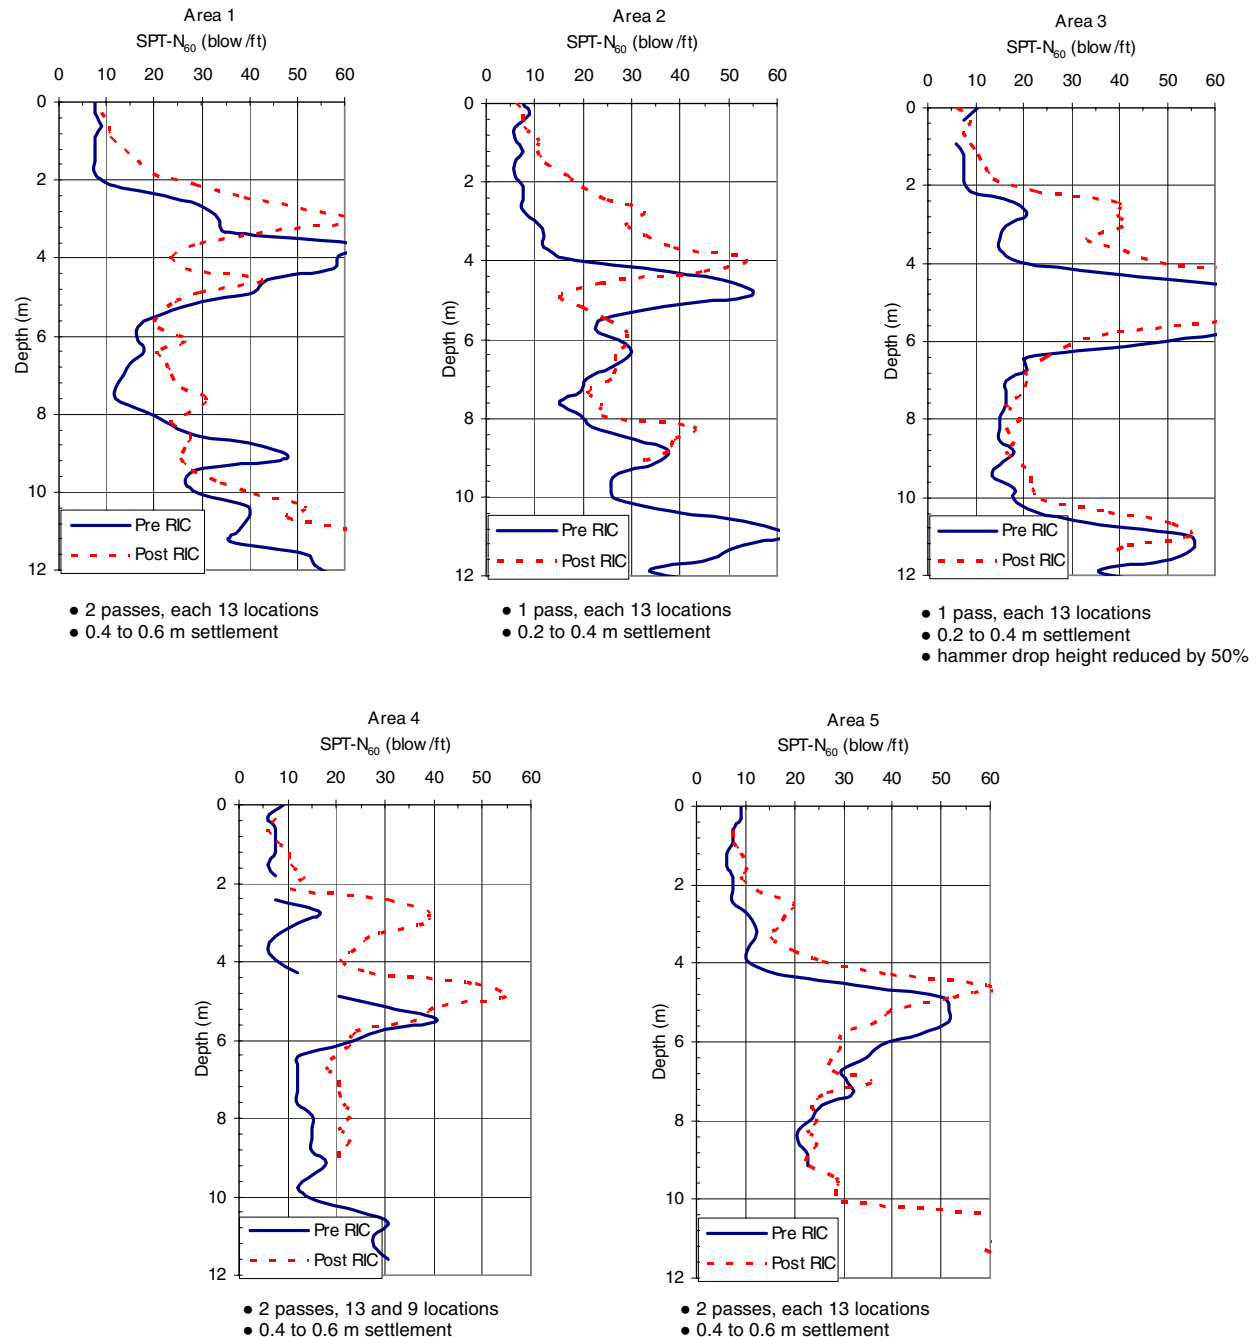 Area 1
SPT-N60 (blow/ft)
0 10 20 30 40 50 60
0
2
4
6
8
10
12
Depth (m)
Pre RIC
Post RIC
● 2 passes, each 13 locations
● 0.4 to 0.6 m settlement
Area 2
SPT-N60 (blow/ft)
0 10 20 30 40 50 60
0
2
4
6
8
10
12
Depth (m)
Pre RIC
Post RIC
● 1 pass, each 13 locations
● 0.2 to 0.4 m settlement
Area 3
SPT-N60 (blow/ft)
0 10 20 30 40 50 60
0
2
4
6
8
10
12
Depth (m)
Pre RIC
Post RIC
● 1 pass, each 13 locations
● 0.2 to 0.4 m settlement
● hammer drop height reduced by 50%
Area 4
SPT-N60 (blow/ft)
0 10 20 30 40 50 60
0
2
4
6
8
10
12
Depth (m)
Pre RIC
Post RIC
● 2 passes, 13 and 9 locations
● 0.4 to 0.6 m settlement
Area 5
SPT-N60 (blow/ft)
0 10 20 30 40 50 60
0
2
4
6
8
10
12
Depth (m)
Pre RIC
Post RIC
● 2 passes, each 13 locations
● 0.4 to 0.6 m settlement